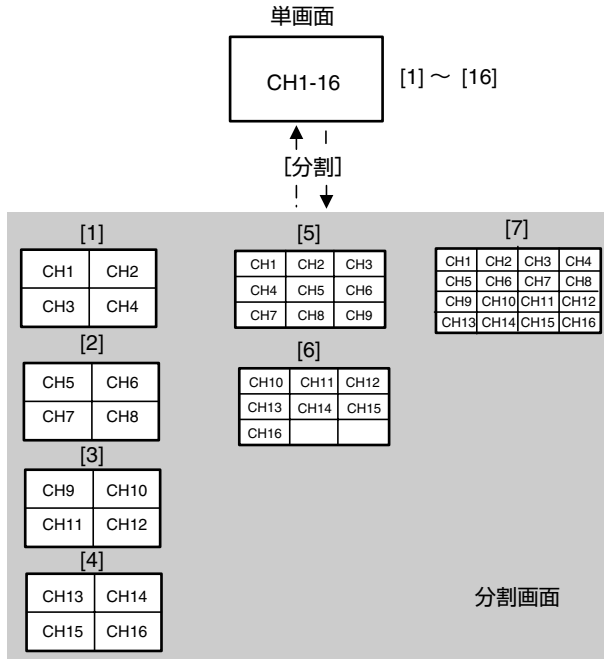 単画面
CH1-16
[1]～ [16]
[分割]
[1]
CH1 CH2
CH3 CH4
[2]
CH5 CH6
CH7 CH8
[3]
CH9 CH10
CH11 CH12
[4]
CH13 CH14
CH15 CH16
[5]
CH1 CH2 CH3
CH4 CH5 CH6
CH7 CH8 CH9
[6]
CH10 CH11 CH12
CH13 CH14 CH15
CH16
[7]
CH1 CH2 CH3 CH4
CH5 CH6 CH7 CH8
CH9 CH10 CH11 CH12
CH13 CH14 CH15 CH16
分割画面